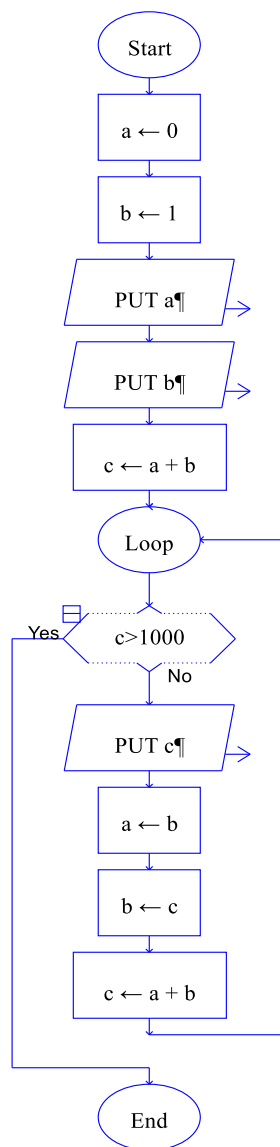 Start
a ← 0
b ← 1
PUT a¶
PUT b¶
c ← a + b
Loop
Yes
c>1000
No
PUT c¶
a ← b
b ← c
c ← a + b
End